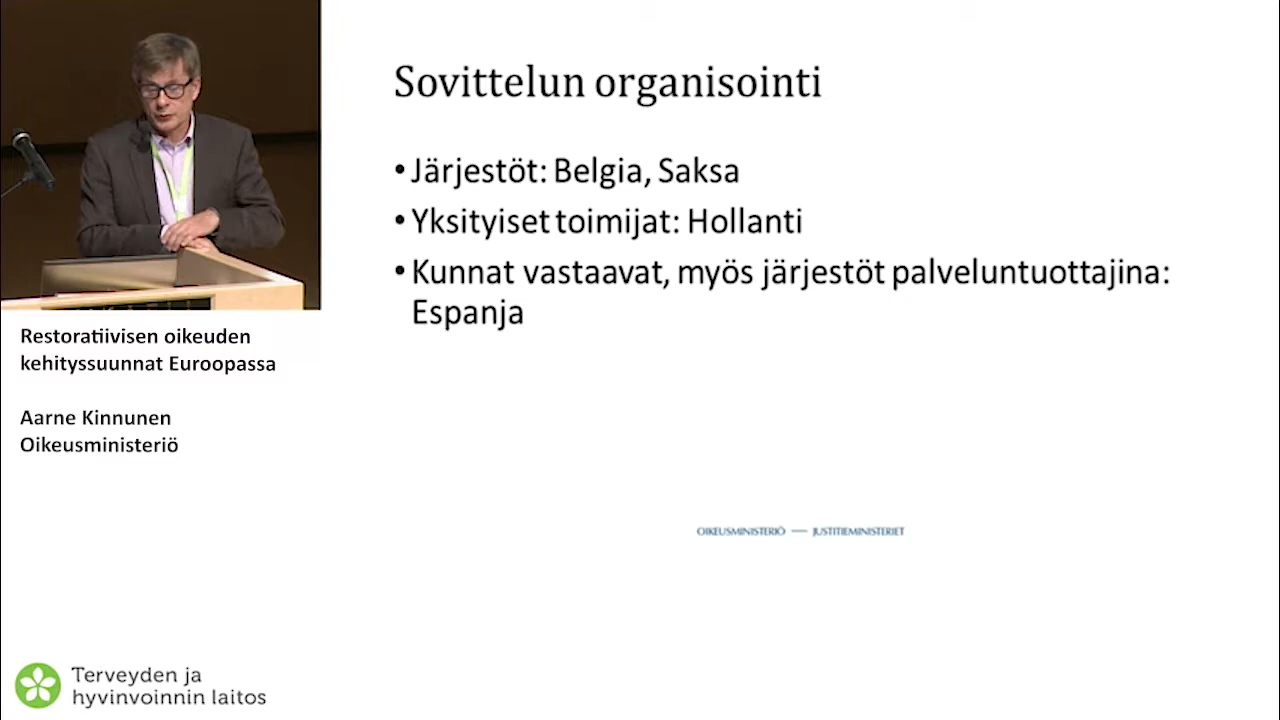 Sovittelun organisointi
• Järjestöt: Belgia, Saksa
• Yksityiset toimijat: Hollanti
• Kunnat vastaavat, myös järjestöt palveluntuottajina:
Espanja
Restoratiivisen oikeuden
kehityssuunnat Euroopassa
Aarne Kinnunen
Oikeusministeriö
OIKEUSMINISTERIÖ — JUSTITIEMINISTERIET
Terveyden ja
hyvinvoinnin laitos